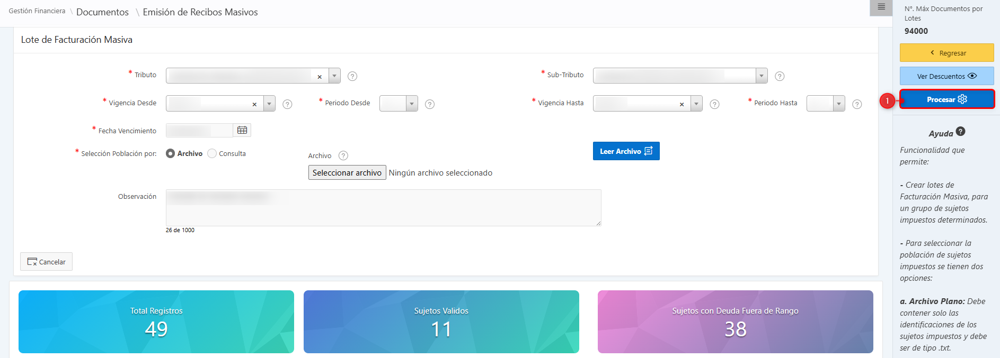 Gestión Financiera \ Documentos \ Emisión de Recibos Masivos
Lote de Facturación Masiva
* Tributo
* Sub-Tributo
* Vigencia Desde
* Periodo Desde
* Vigencia Hasta
* Periodo Hasta
* Fecha Vencimiento
* Selección Población por:
Archivo
Consulta
Archivo
Leer Archivo
Seleccionar archivo Ningún archivo seleccionado
Observación
26 de 1000
Cancelar
Total Registros
49
Sujetos Validos
11
Sujetos con Deuda Fuera de Rango
38
N°. Máx Documentos por
Lotes
94000
Regresar
Ver Descuentos
1
Procesar
Ayuda
Funcionalidad que
permite:
- Crear lotes de
Facturación Masiva, para
un grupo de sujetos
impuestos determinados.
- Para seleccionar la
población de sujetos
impuestos se tienen dos
opciones:
a. Archivo Plano: Debe
contener solo las
identificaciones de los
sujetos impuestos y debe
ser de tipo .txt.